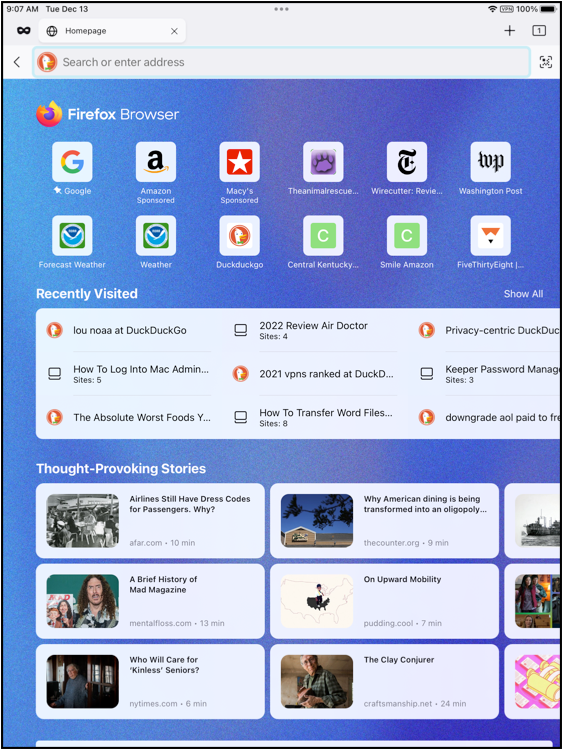 9:07 AM Tue Dec 13
VPN 100%
Homepage
1
Search or enter address
Firefox Browser
Google
Amazon
Sponsored
Macy's
Sponsored
Theanimalrescue...
Wirecutter: Revie...
Washington Post
Forecast Weather
Weather
Duckduckgo
C
Central Kentucky...
C
Smile Amazon
FiveThirtyEight |...
Recently Visited
Show All
lou noaa at DuckDuckGo
2022 Review Air Doctor
Sites: 4
Privacy-centric DuckDuc
How To Log Into Mac Admin...
Sites: 5
2021 vpns ranked at DuckD...
Keeper Password Manage
Sites: 3
The Absolute Worst Foods Y...
How To Transfer Word Files...
Sites: 8
downgrade aol paid to fre
Thought-Provoking Stories
Airlines Still Have Dress Codes
for Passengers. Why?
afar.com • 10 min
Why American dining is being
transformed into an oligopoly...
thecounter.org • 9 min
A Brief History of
Mad Magazine
mentalfloss.com • 13 min
On Upward Mobility
pudding.cool • 7 min
Who Will Care for
‘Kinless’ Seniors?
nytimes.com • 6 min
The Clay Conjurer
craftsmanship.net • 24 min